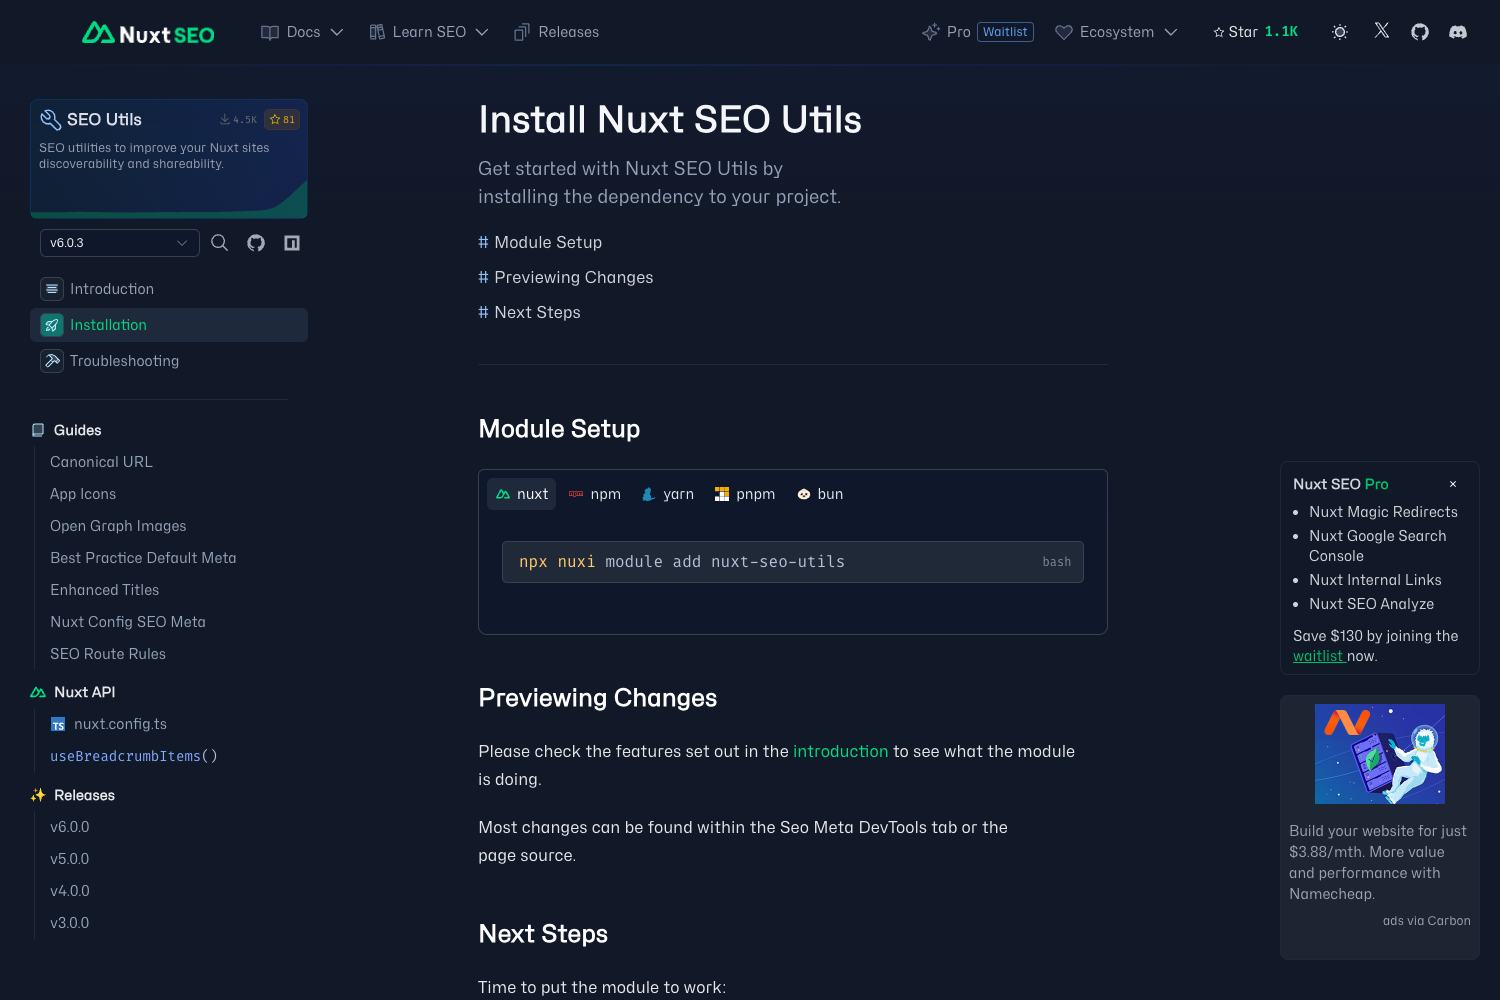 Nuxt SEO
Docs
Learn SEO
Releases
Pro Waitlist
Ecosystem
Star 1.1K
SEO Utils
4.5K
81
SEO utilities to improve your Nuxt sites
discoverability and shareability.
v6.0.3
Introduction
Installation
Troubleshooting
Guides
Canonical URL
App Icons
Open Graph Images
Best Practice Default Meta
Enhanced Titles
Nuxt Config SEO Meta
SEO Route Rules
Nuxt API
TS nuxt.config.ts
useBreadcrumbItems()
Releases
v6.0.0
v5.0.0
v4.0.0
v3.0.0
Install Nuxt SEO Utils
Get started with Nuxt SEO Utils by
installing the dependency to your project.
# Module Setup
# Previewing Changes
# Next Steps
Module Setup
nuxt
npm
yarn
pnpm
bun
npx nuxi module add nuxt-seo-utils
bash
Previewing Changes
Please check the features set out in the introduction to see what the module
is doing.
Most changes can be found within the Seo Meta DevTools tab or the
page source.
Next Steps
Time to put the module to work:
Nuxt SEO Pro
• Nuxt Magic Redirects
• Nuxt Google Search
Console
• Nuxt Internal Links
• Nuxt SEO Analyze
Save $130 by joining the
waitlist now.
Build your website for just
$3.88/mth. More value
and performance with
Namecheap.
ads via Carbon